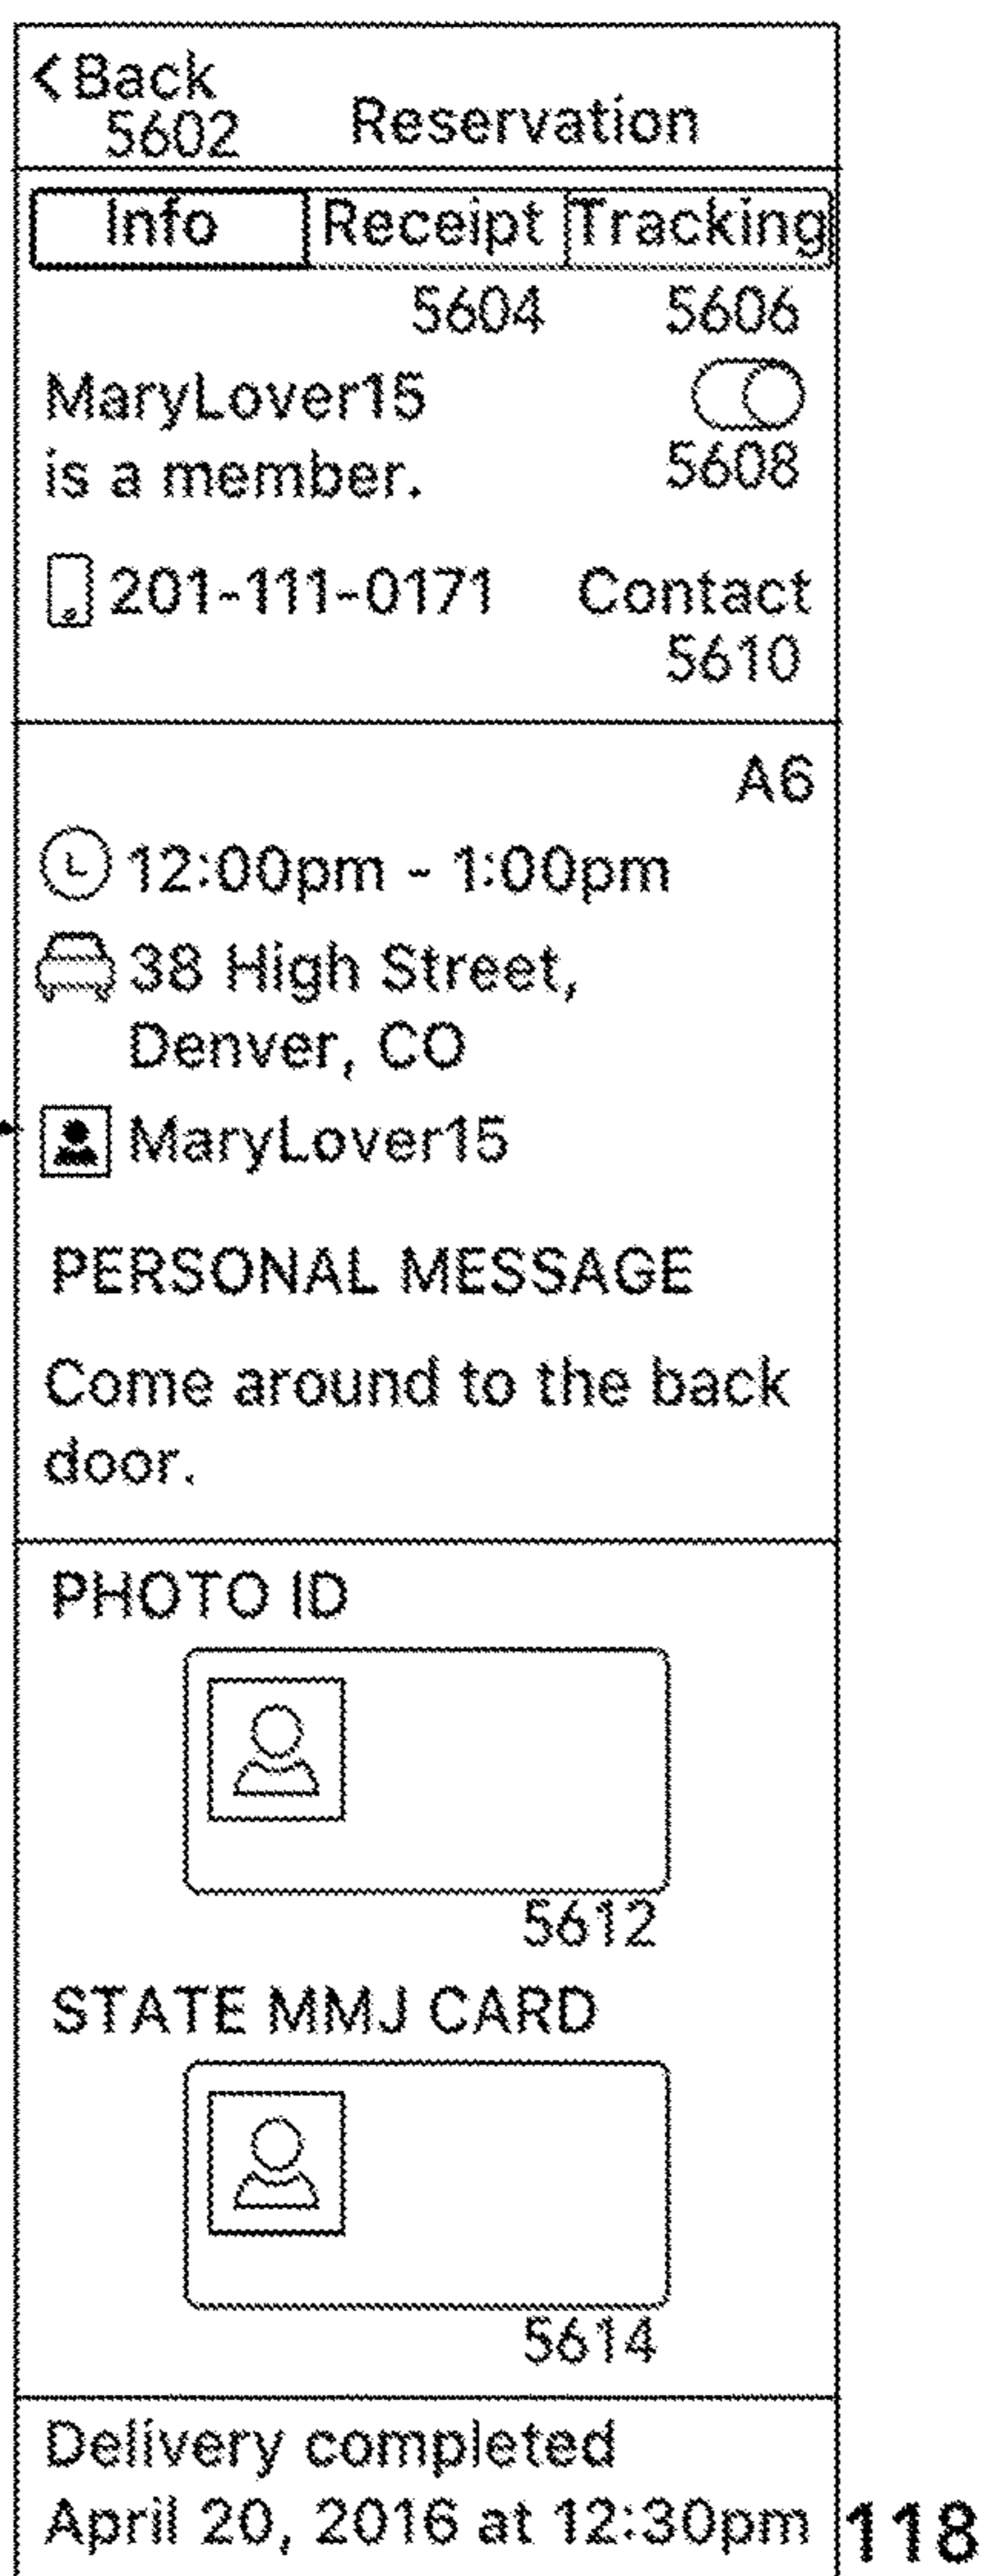 < Back
5602
Reservation
Info Receipt Tracking
5604 5606
MaryLover15
is a member.
5608
201-111-0171 Contact
5610
A6
12:00pm - 1:00pm
38 High Street,
Denver, CO
MaryLover15
PERSONAL MESSAGE
Come around to the back
door.
PHOTO ID
5612
STATE MMJ CARD
5614
Delivery completed
April 20, 2016 at 12:30pm
118